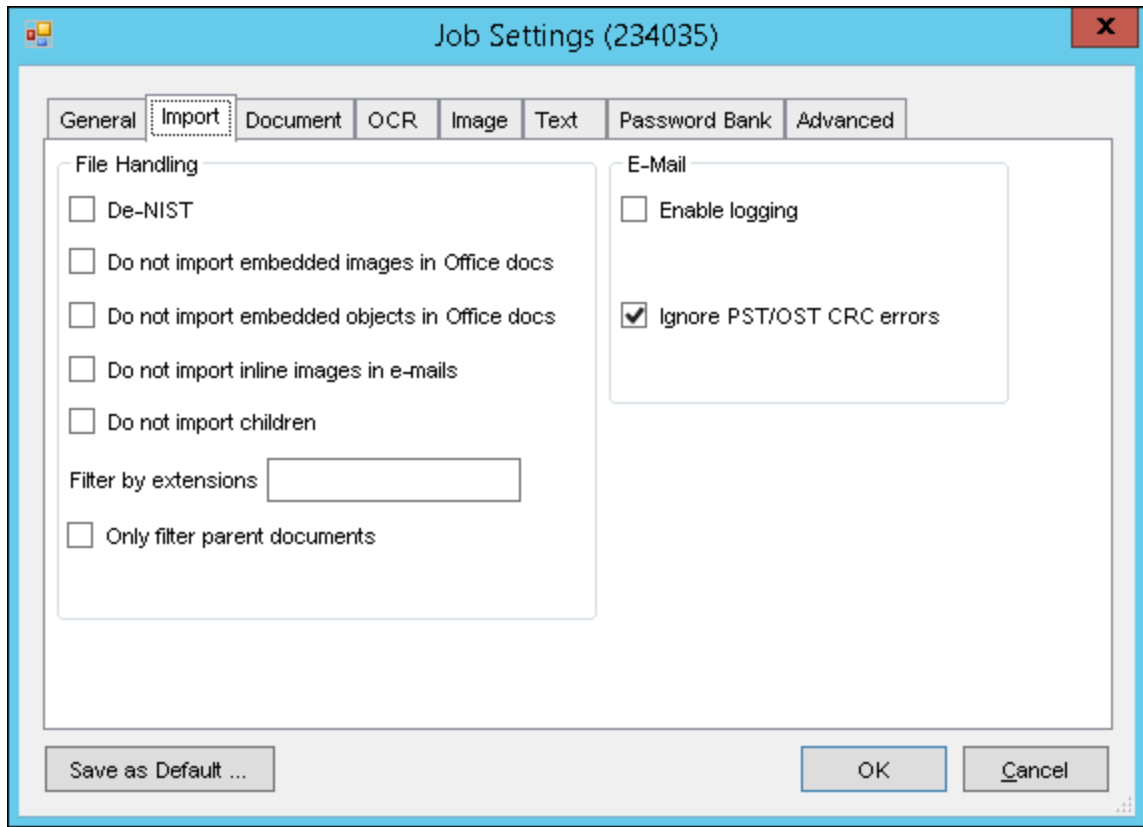 Job Settings (234035)
x
General Import Document OCR Image Text Password Bank Advanced
File Handling
De-NIST
Do not import embedded images in Office docs
Do not import embedded objects in Office docs
Do not import inline images in e-mails
Do not import children
Filter by extensions
Only filter parent documents
E-Mail
Enable logging
Ignore PST/OST CRC errors
Save as Default ...
OK
Cancel